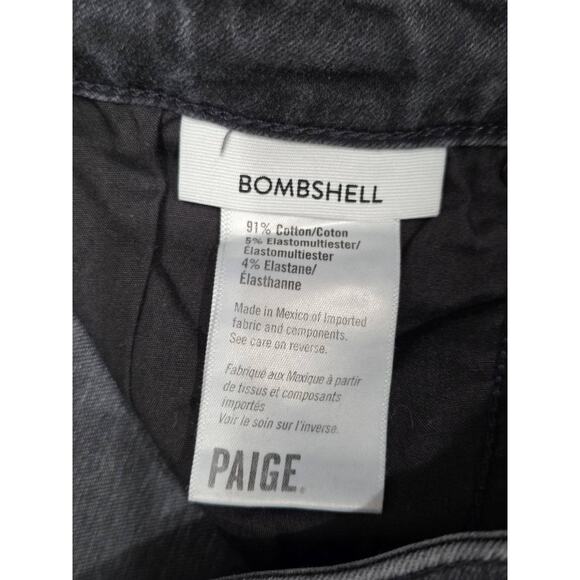 BOMBSHELL
91% Cotton/Coton
5% Elastomultiester/
Élastomultiester
4% Elastane/
Élasthanne
Made in Mexico of Imported
fabric and components.
See care on reverse.
Fabriqué aux Mexique à partir
de tissus et composants
importés
Voir le soin sur l'inverse.
PAIGE.